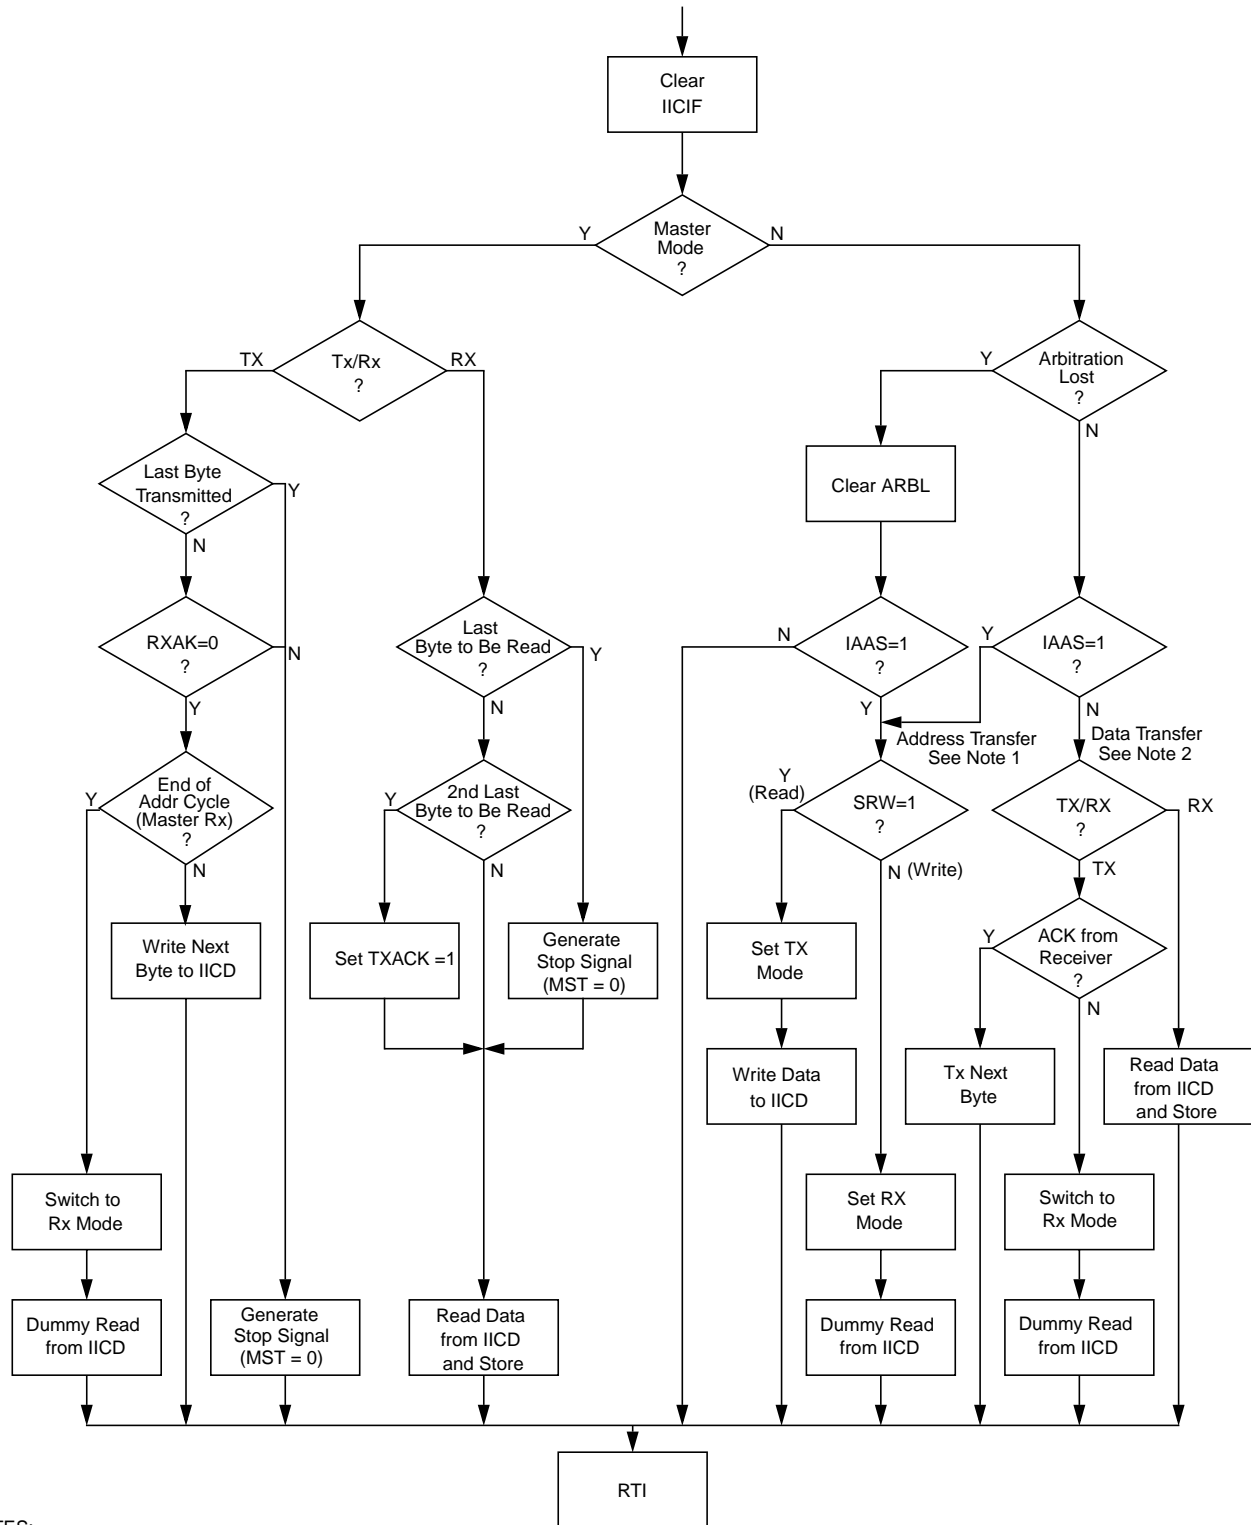 Clear
IICIF
Master
Mode
?
Y
N
Tx/Rx
?
TX
RX
Arbitration
Lost
?
Y
N
Last Byte
Transmitted
?
Y
N
Clear ARBL
RXAK=0
?
N
Y
Last
Byte to Be Read
?
Y
N
IAAS=1
?
N
Y
IAAS=1
?
Y
N
Address Transfer
See Note 1
Data Transfer
See Note 2
End of
Addr Cycle
(Master Rx)
?
Y
N
2nd Last
Byte to Be Read
?
Y
N
Y
(Read)
SRW=1
?
N (Write)
TX/RX
?
RX
TX
Write Next
Byte to IICD
Set TXACK =1
Generate
Stop Signal
(MST = 0)
Set TX
Mode
ACK from
Receiver
?
Y
N
Write Data
to IICD
Tx Next
Byte
Read Data
from IICD
and Store
Switch to
Rx Mode
Set RX
Mode
Switch to
Rx Mode
Dummy Read
from IICD
Generate
Stop Signal
(MST = 0)
Read Data
from IICD
and Store
Dummy Read
from IICD
Dummy Read
from IICD
RTI